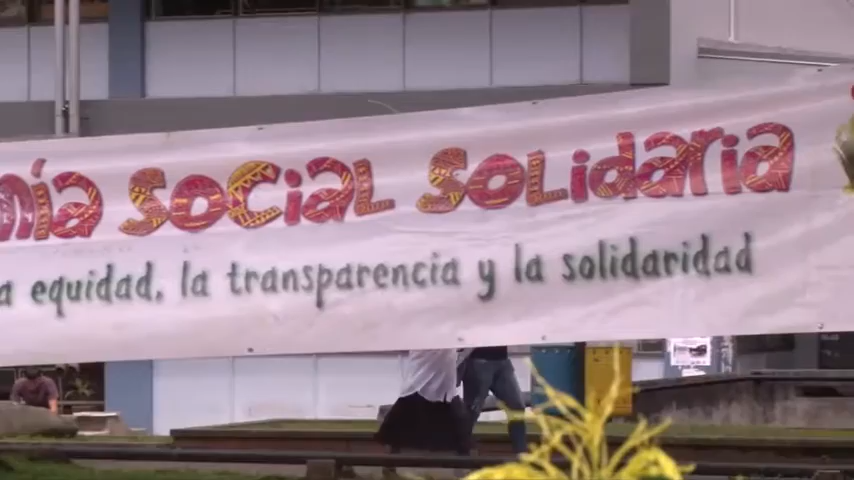 mía social solidaria
a equidad, la transparencia y la solidaridad